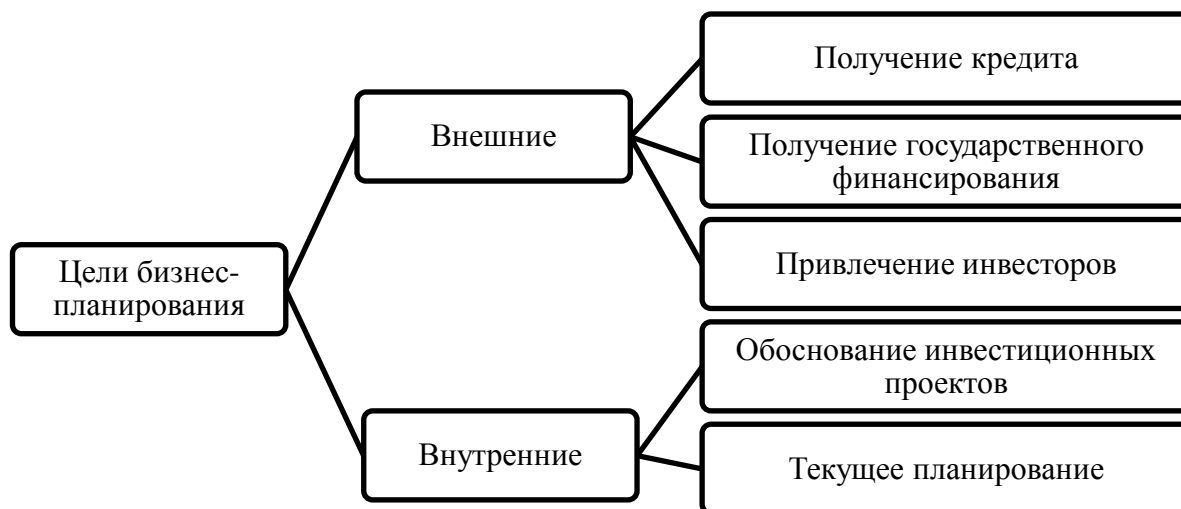 Цели бизнес-
планирования
Внешние
Получение кредита
Получение государственного
финансирования
Привлечение инвесторов
Внутренние
Обоснование инвестиционных
проектов
Текущее планирование